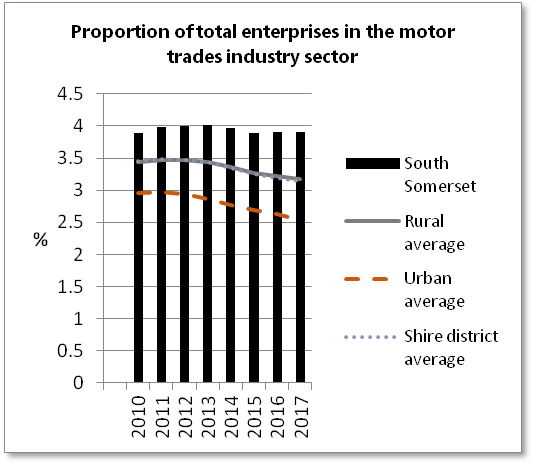 Proportion of total enterprises in the motor
trades industry sector
4.5
4
3.5
3
2.5
2
1.5
1
0.5
0
%
2010
2011
2012
2013
2014
2015
2016
2017
South
Somerset
Rural
average
Urban
average
Shire district
average